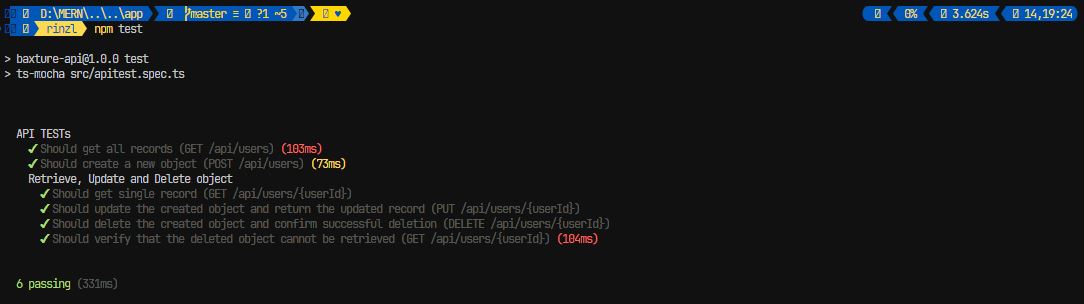 D:\MERN\..\..\app master ≡ ?1 ~5 ♥ 0% 3.624s 14,19:24
rinzl npm test
> baxture-api@1.0.0 test
> ts-mocha src/apitest.spec.ts
API TESTs
✔ Should get all records (GET /api/users) (103ms)
✔ Should create a new object (POST /api/users) (73ms)
Retrieve, Update and Delete object
✔ Should get single record (GET /api/users/{userId})
✔ Should update the created object and return the updated record (PUT /api/users/{userId})
✔ Should delete the created object and confirm successful deletion (DELETE /api/users/{userId})
✔ Should verify that the deleted object cannot be retrieved (GET /api/users/{userId}) (104ms)
6 passing (331ms)